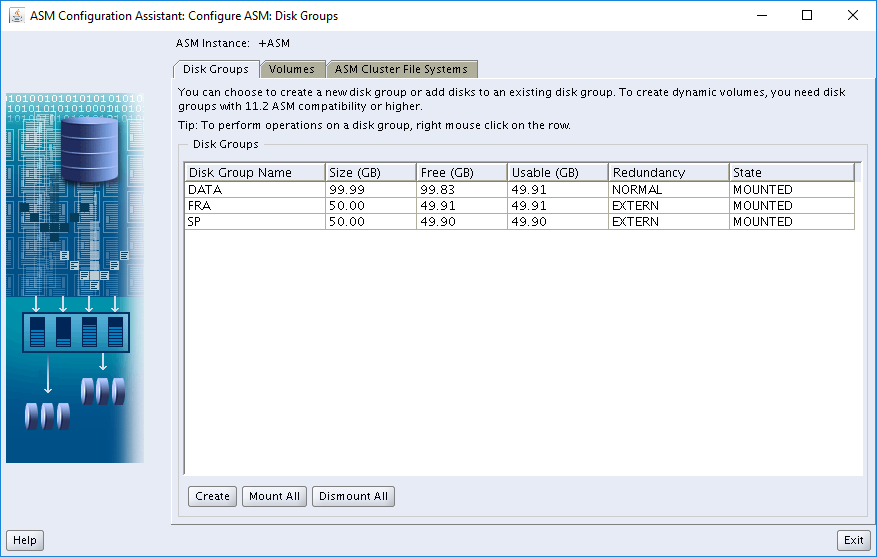 ASM Configuration Assistant: Configure ASM: Disk Groups
ASM Instance: +ASM
Disk Groups Volumes ASM Cluster File Systems
You can choose to create a new disk group or add disks to an existing disk group. To create dynamic volumes, you need disk
groups with 11.2 ASM compatibility or higher.
Tip: To perform operations on a disk group, right mouse click on the row.
Disk Groups
Disk Group Name Size (GB) Free (GB) Usable (GB) Redundancy State
DATA 99.99 99.83 49.91 NORMAL MOUNTED
FRA 50.00 49.91 49.91 EXTERN MOUNTED
SP 50.00 49.90 49.90 EXTERN MOUNTED
Create Mount All Dismount All
Help Exit